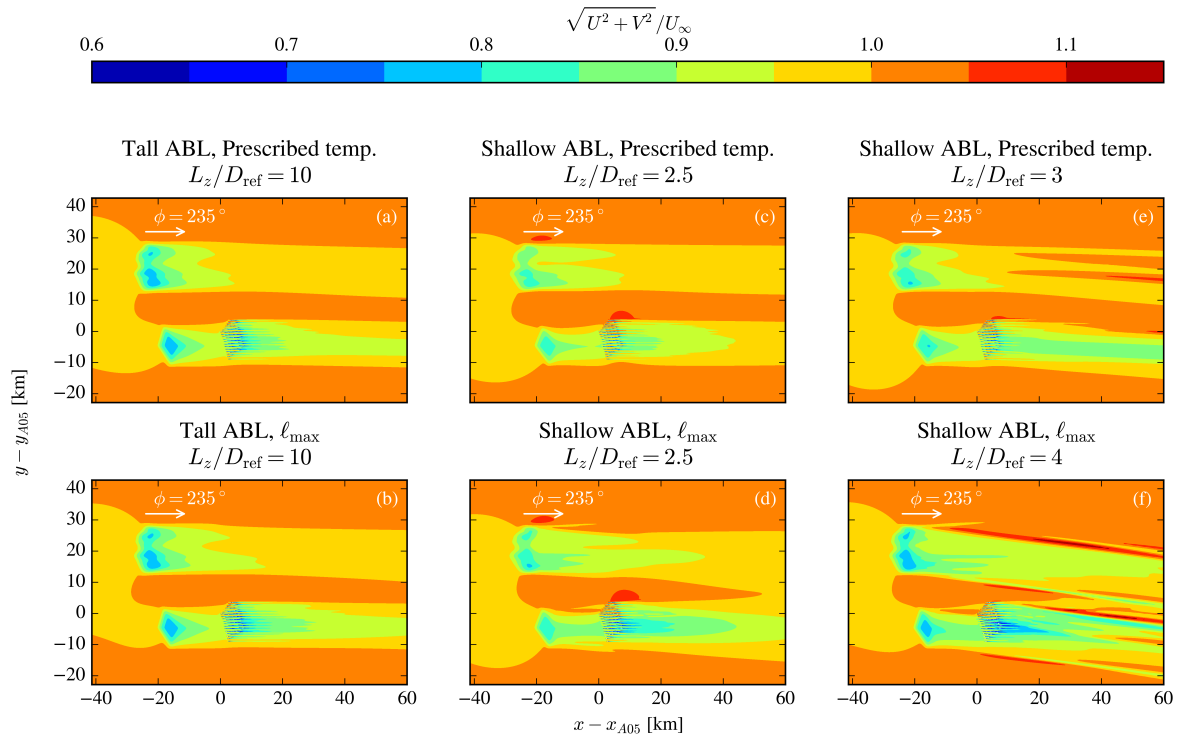 √U² + V²/U∞
0.6 0.7 0.8 0.9 1.0 1.1
Tall ABL, Prescribed temp.
L_z/D_ref = 10
Shallow ABL, Prescribed temp.
L_z/D_ref = 2.5
Shallow ABL, Prescribed temp.
L_z/D_ref = 3
40
30
20
10
0
−10
−20
ϕ = 235°
(a)
ϕ = 235°
(c)
ϕ = 235°
(e)
y − y_A05 [km]
Tall ABL, ℓ_max
L_z/D_ref = 10
Shallow ABL, ℓ_max
L_z/D_ref = 2.5
Shallow ABL, ℓ_max
L_z/D_ref = 4
40
30
20
10
0
−10
−20
ϕ = 235°
(b)
ϕ = 235°
(d)
ϕ = 235°
(f)
−40 −20 0 20 40 60
−40 −20 0 20 40 60
−40 −20 0 20 40 60
x − x_A05 [km]